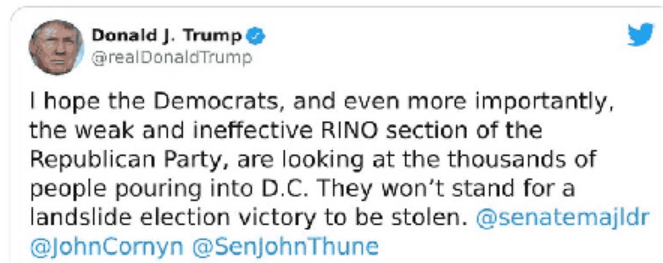 Donald J. Trump
@realDonaldTrump
I hope the Democrats, and even more importantly,
the weak and ineffective RINO section of the
Republican Party, are looking at the thousands of
people pouring into D.C. They won’t stand for a
landslide election victory to be stolen. @senatemajldr
@JohnCornyn @SenJohnThune